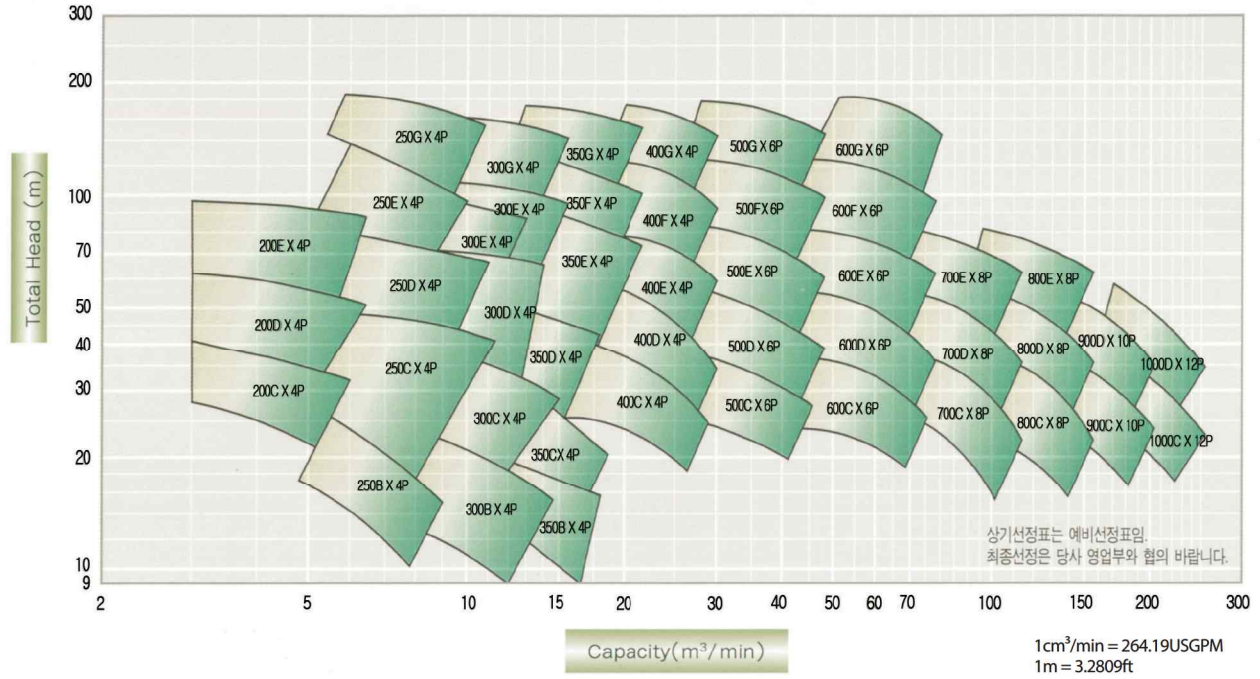 300
200
100
70
50
40
30
20
10
9
Total Head (m)
250G X 4P
300G X 4P
350G X 4P
400G X 4P
500G X 6P
600G X 6P
250E X 4P
300E X 4P
350F X 4P
400F X 4P
500F X 6P
600F X 6P
200E X 4P
300E X 4P
350E X 4P
400E X 4P
500E X 6P
600E X 6P
700E X 8P
800E X 8P
200D X 4P
250D X 4P
300D X 4P
350D X 4P
400D X 4P
500D X 6P
600D X 6P
700D X 8P
800D X 8P
900D X 10P
1000D X 12P
200C X 4P
250C X 4P
300C X 4P
350C X 4P
400C X 4P
500C X 6P
600C X 6P
700C X 8P
800C X 8P
900C X 10P
1000C X 12P
250B X 4P
300B X 4P
350B X 4P
상기선정표는 예비선정표임.
최종선정은 당사 영업부와 협의 바랍니다.
2 5 10 15 20 30 40 50 60 70 100 150 200 300
Capacity(m³/min)
1cm³/min = 264.19USGPM
1m = 3.2809ft